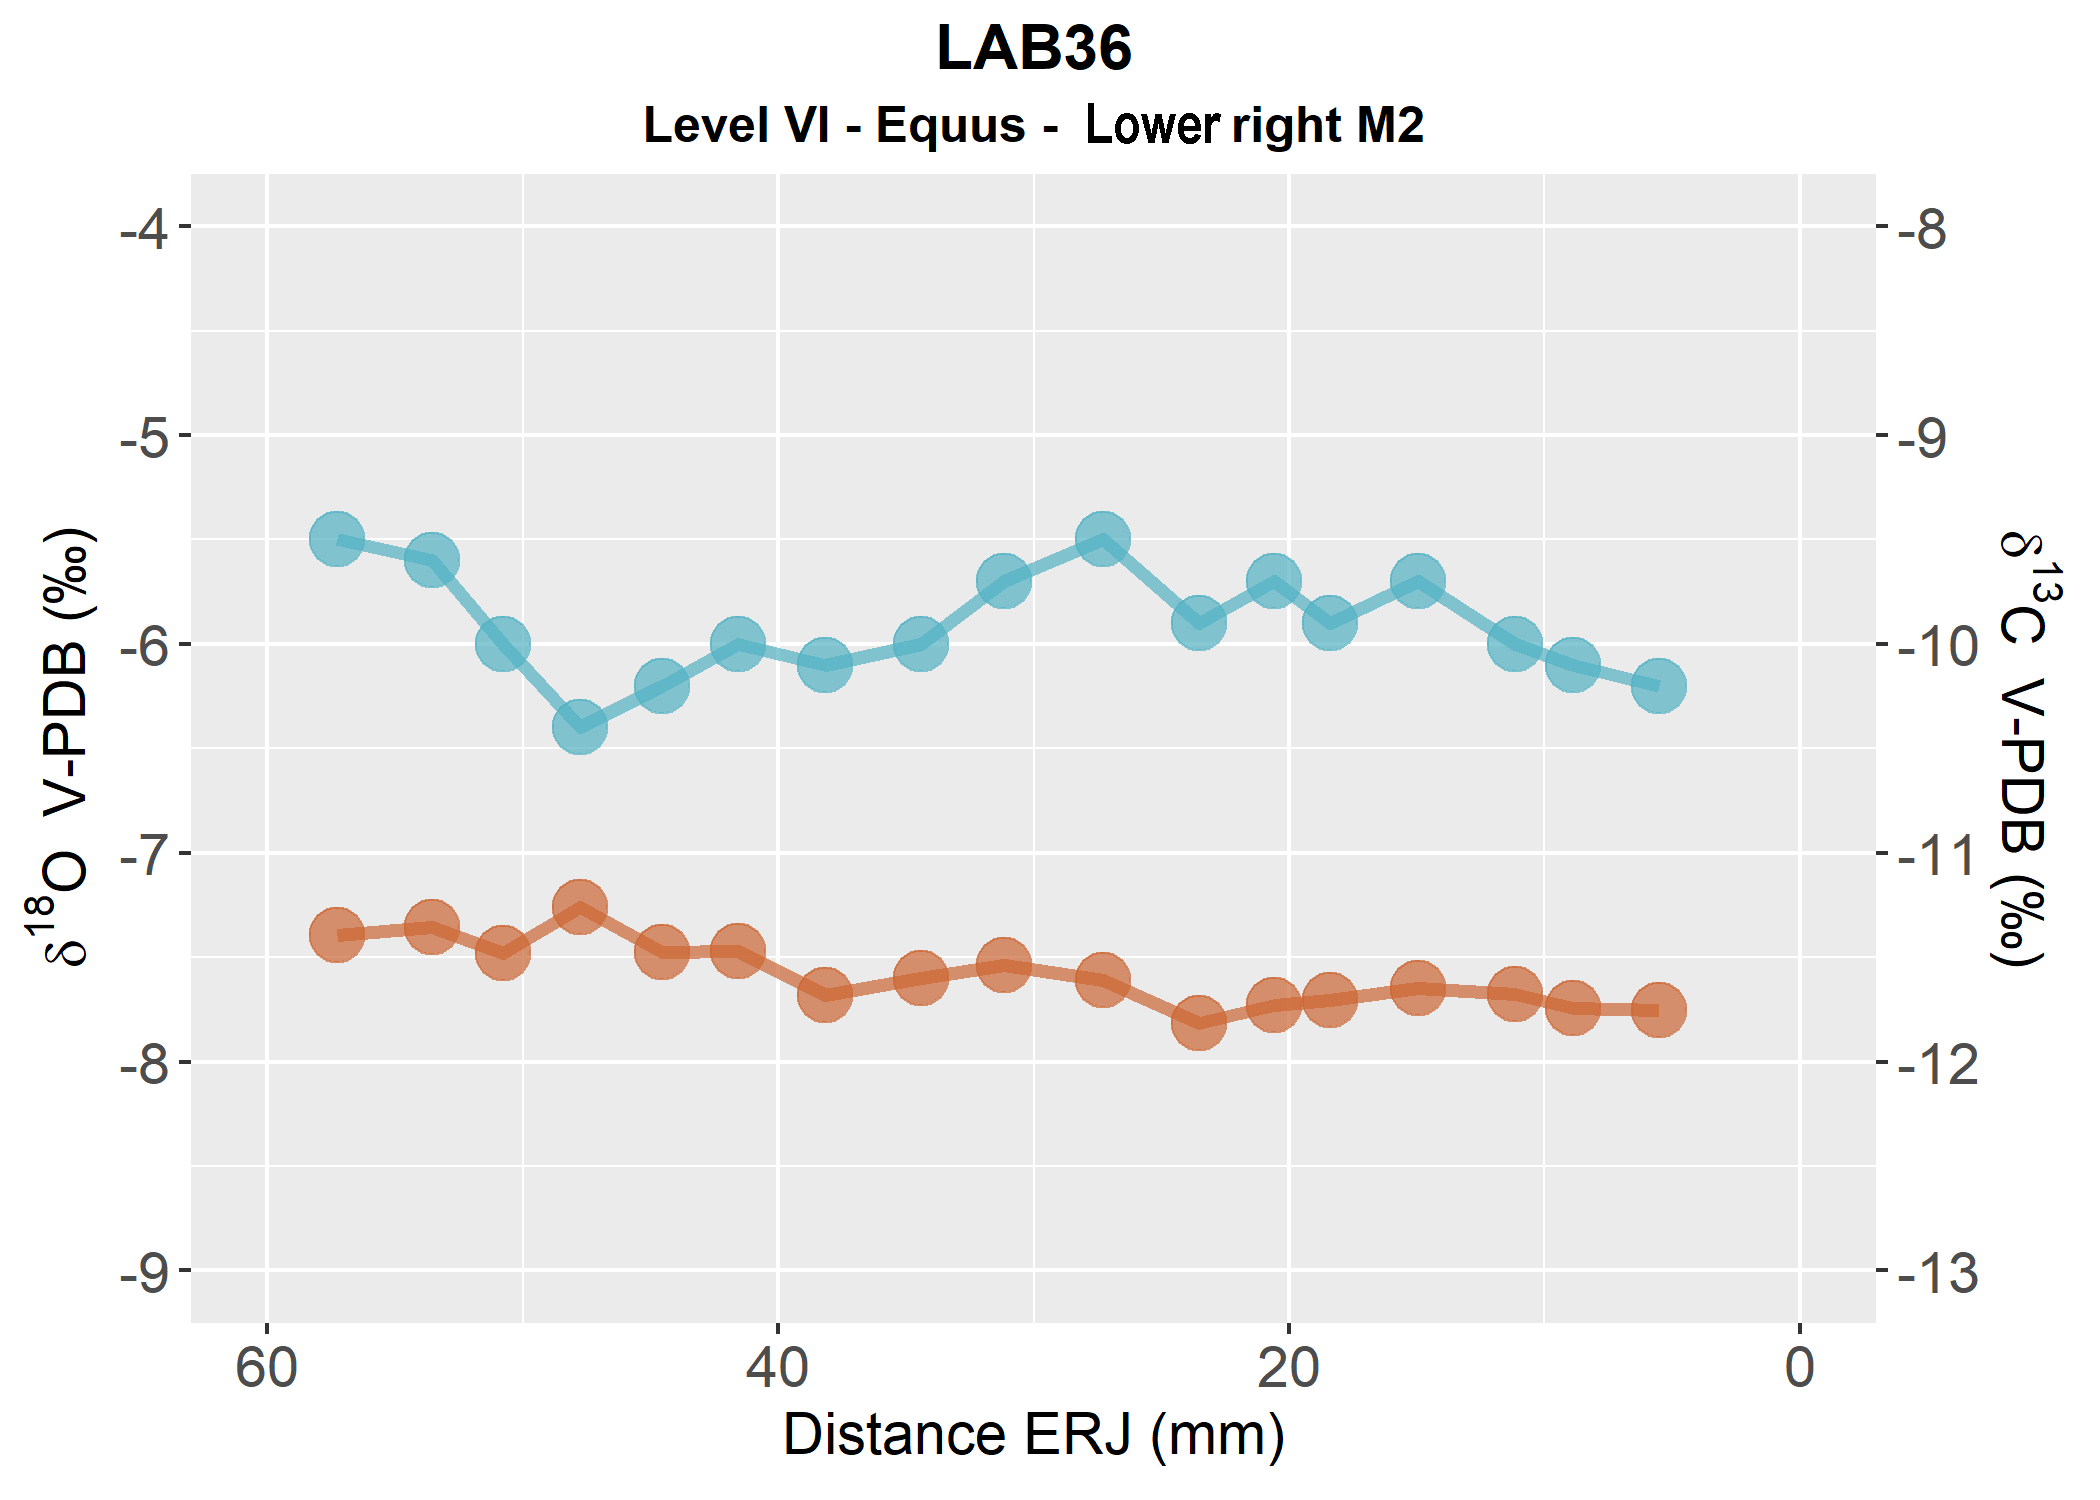 LAB36
Level VI - Equus - Lower right M2
-4
-5
-6
-7
-8
-9
δ¹⁸O V-PDB (‰)
-8
-9
-10
-11
-12
-13
δ¹³C V-PDB (‰)
60 40 20 0
Distance ERJ (mm)